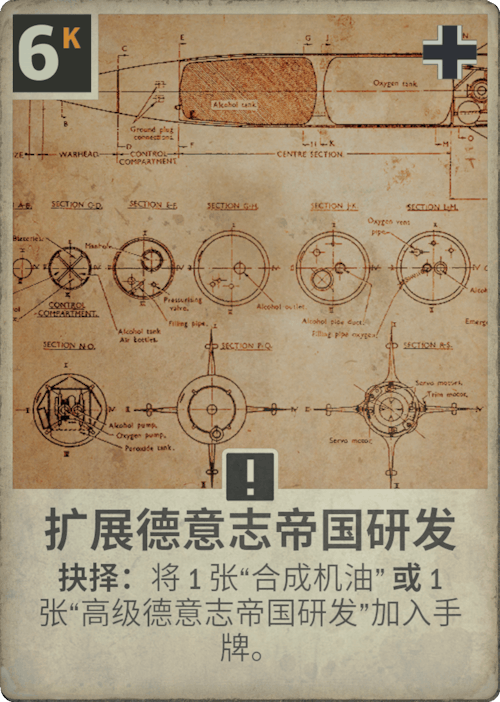 6K
Alcohol tank
Oxygen tank
Ground plug
connections.
WARHEAD
CONTROL
COMPARTMENT.
CENTRE SECTION.
SECTION C-D.
SECTION E-F.
SECTION G-H.
SECTION J-K.
SECTION L-M.
Oxygen vent
pipe.
Batteries.
Manhole.
CONTROL
COMPARTMENT.
Pressurising
valve.
Filling pipe.
Alcohol tank
Air bottles.
Alcohol outlet.
Alcohol pipe duct.
Filling pipe oxygen.
SECTION N-O.
SECTION P-Q.
SECTION R-S.
Alcohol pump.
Oxygen pump.
Peroxide tank.
Servo motors.
Trim motor.
Servo motor
!
扩展德意志帝国研发
抉择：将 1 张“合成机油” 或 1
张“高级德意志帝国研发”加入手
牌。